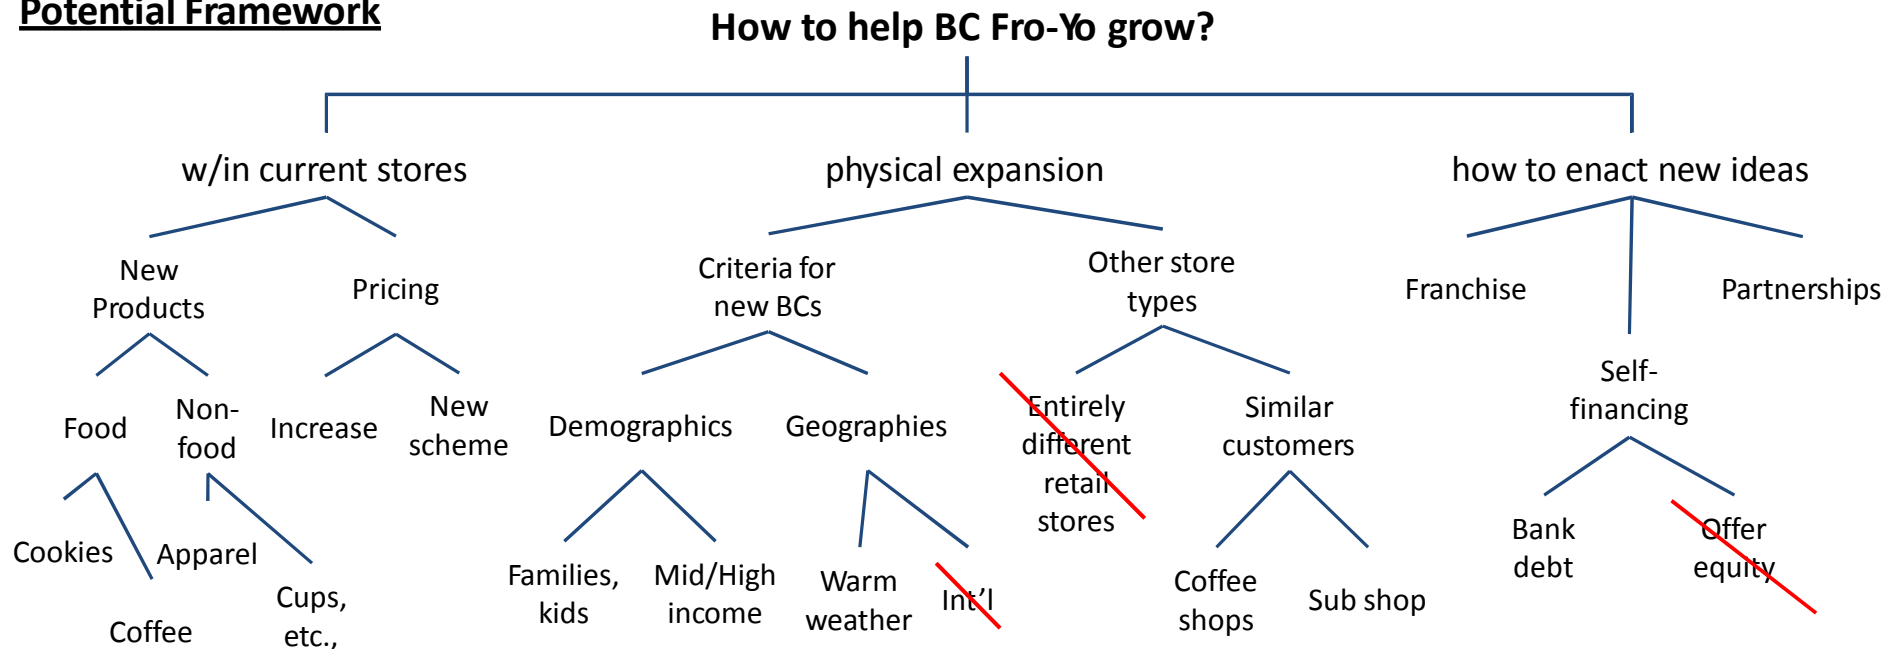 Potential Framework
How to help BC Fro-Yo grow?
w/in current stores
physical expansion
how to enact new ideas
New
Products
Pricing
Criteria for
new BCs
Other store
types
Franchise
Partnerships
Self-
financing
Food
Non-
food
Increase
New
scheme
Demographics
Geographies
Entirely
different
retail
stores
Similar
customers
Cookies
Coffee
Apparel
Cups,
etc.,
Families,
kids
Mid/High
income
Warm
weather
Int'l
Coffee
shops
Sub shop
Bank
debt
Offer
equity